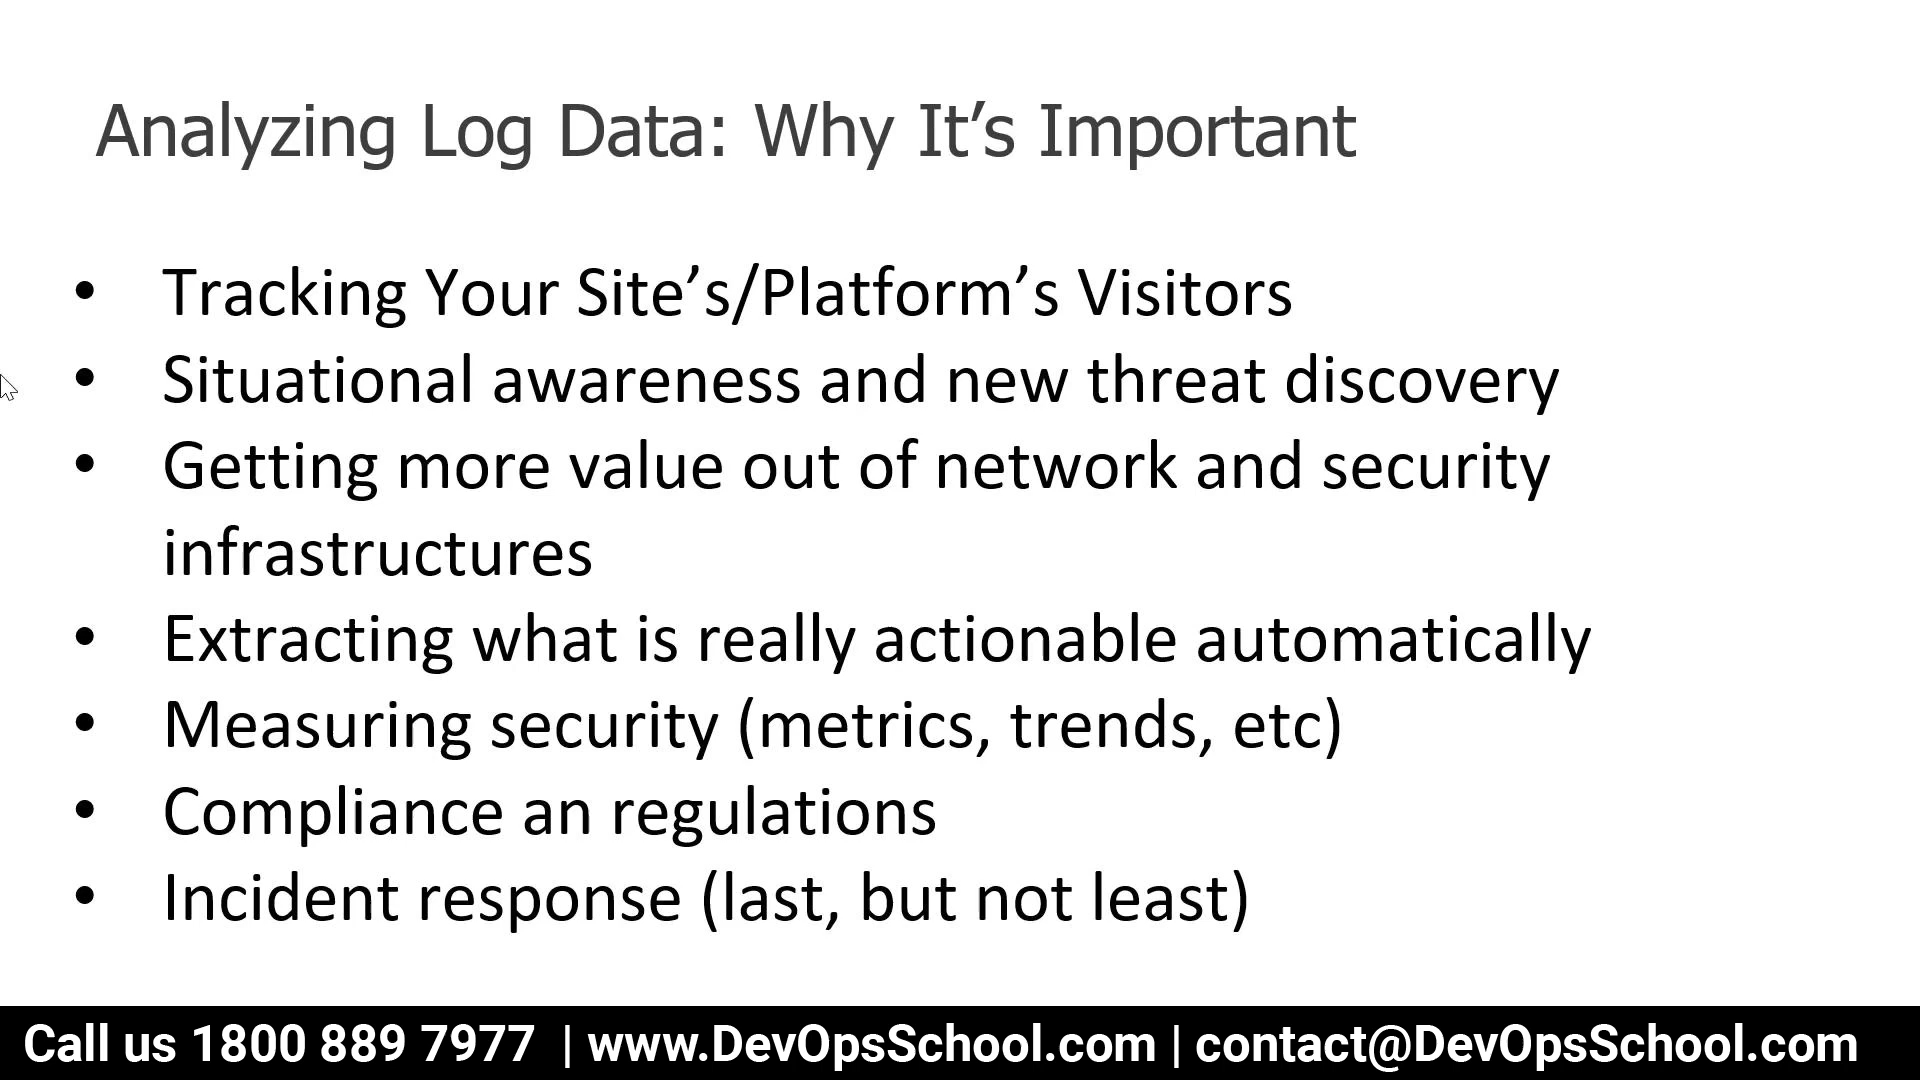 Analyzing Log Data: Why It’s Important
• Tracking Your Site’s/Platform’s Visitors
• Situational awareness and new threat discovery
• Getting more value out of network and security
infrastructures
• Extracting what is really actionable automatically
• Measuring security (metrics, trends, etc)
• Compliance an regulations
• Incident response (last, but not least)
Call us 1800 889 7977 | www.DevOpsSchool.com | contact@DevOpsSchool.com